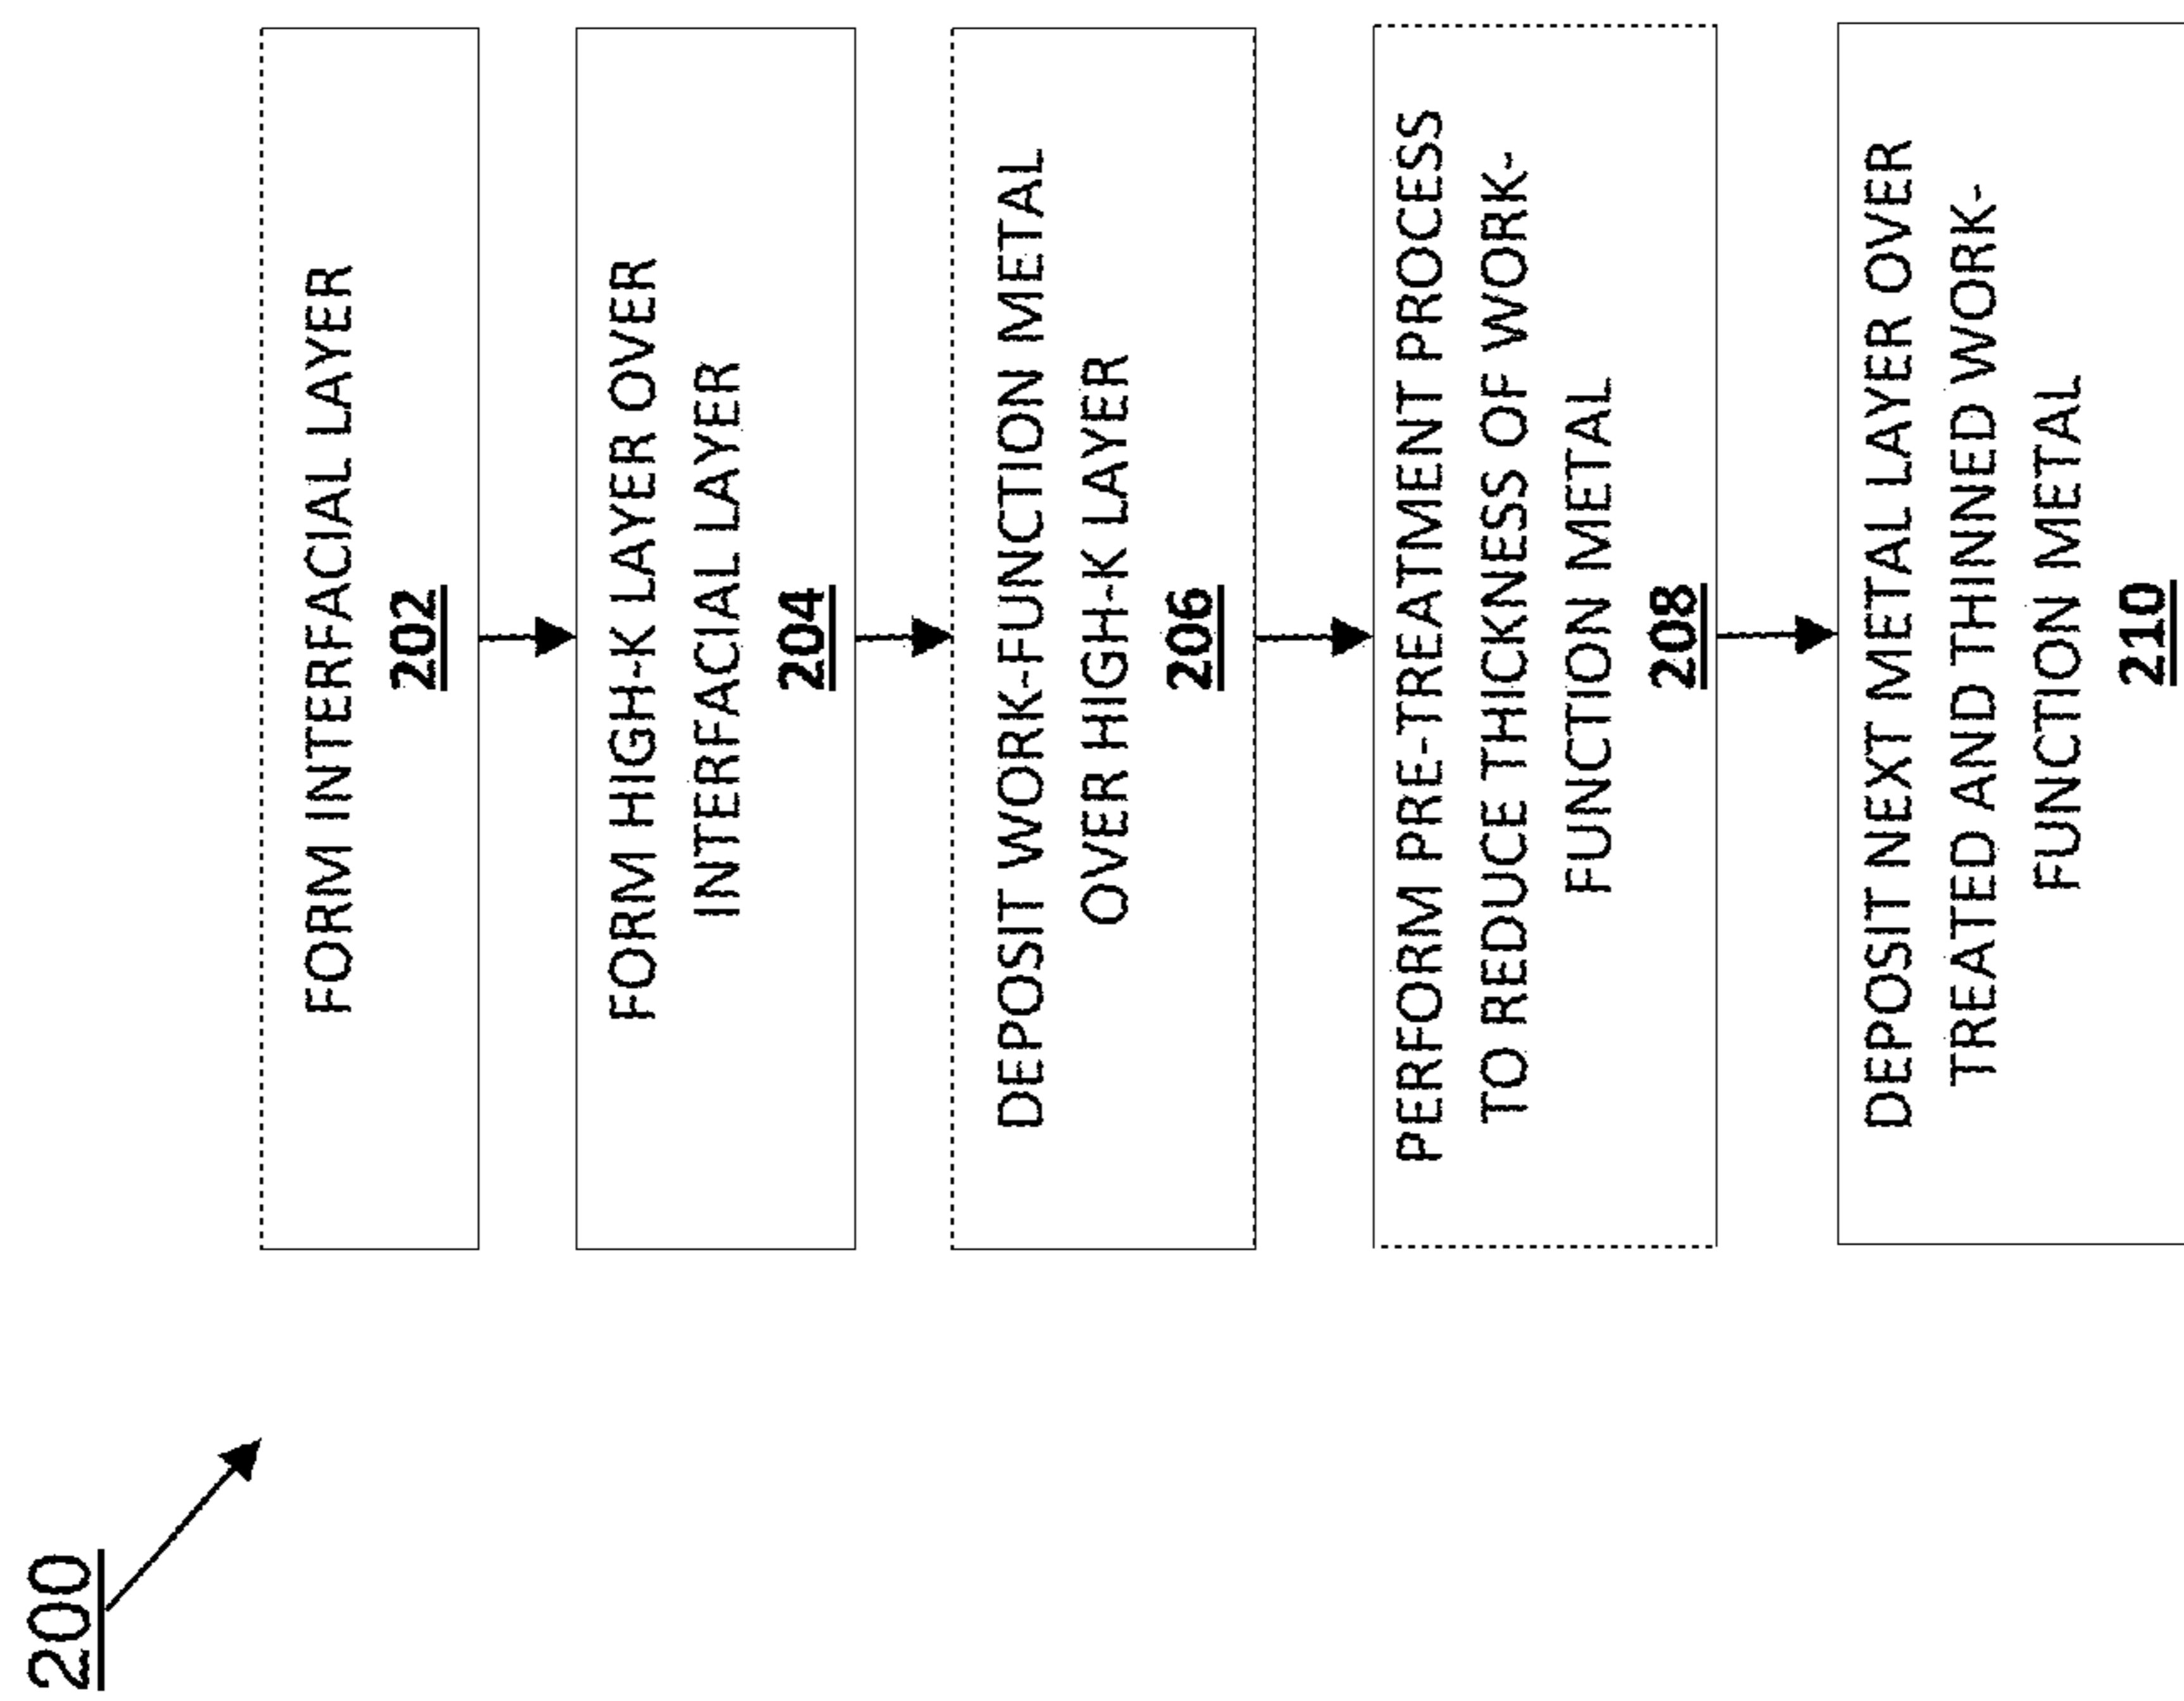 200
FORM INTERFACIAL LAYER
202
FORM HIGH-K LAYER OVER
INTERFACIAL LAYER
204
DEPOSIT WORK-FUNCTION METAL
OVER HIGH-K LAYER
206
PERFORM PRE-TREATMENT PROCESS
TO REDUCE THICKNESS OF WORK-
FUNCTION METAL
208
DEPOSIT NEXT METAL LAYER OVER
TREATED AND THINNED WORK-
FUNCTION METAL
210